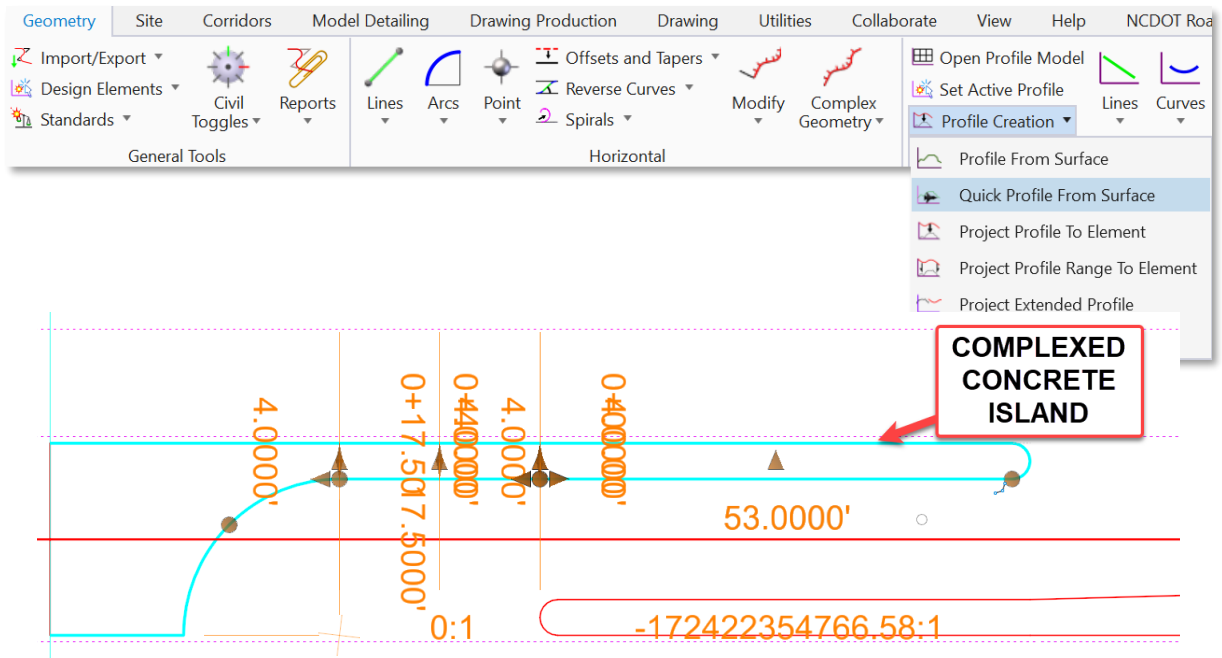 Geometry Site Corridors Model Detailing Drawing Production Drawing Utilities Collaborate View Help NCDOT Roa
Import/Export
Design Elements
Standards
Civil
Toggles
Reports
General Tools
Lines
Arcs
Point
Offsets and Tapers
Reverse Curves
Spirals
Modify
Complex
Geometry
Horizontal
Open Profile Model
Set Active Profile
Profile Creation
Lines
Curves
Profile From Surface
Quick Profile From Surface
Project Profile To Element
Project Profile Range To Element
Project Extended Profile
COMPLEXED
CONCRETE
ISLAND
4.0000'
4.0000'
53.0000'
0:1
-172422354766.58:1